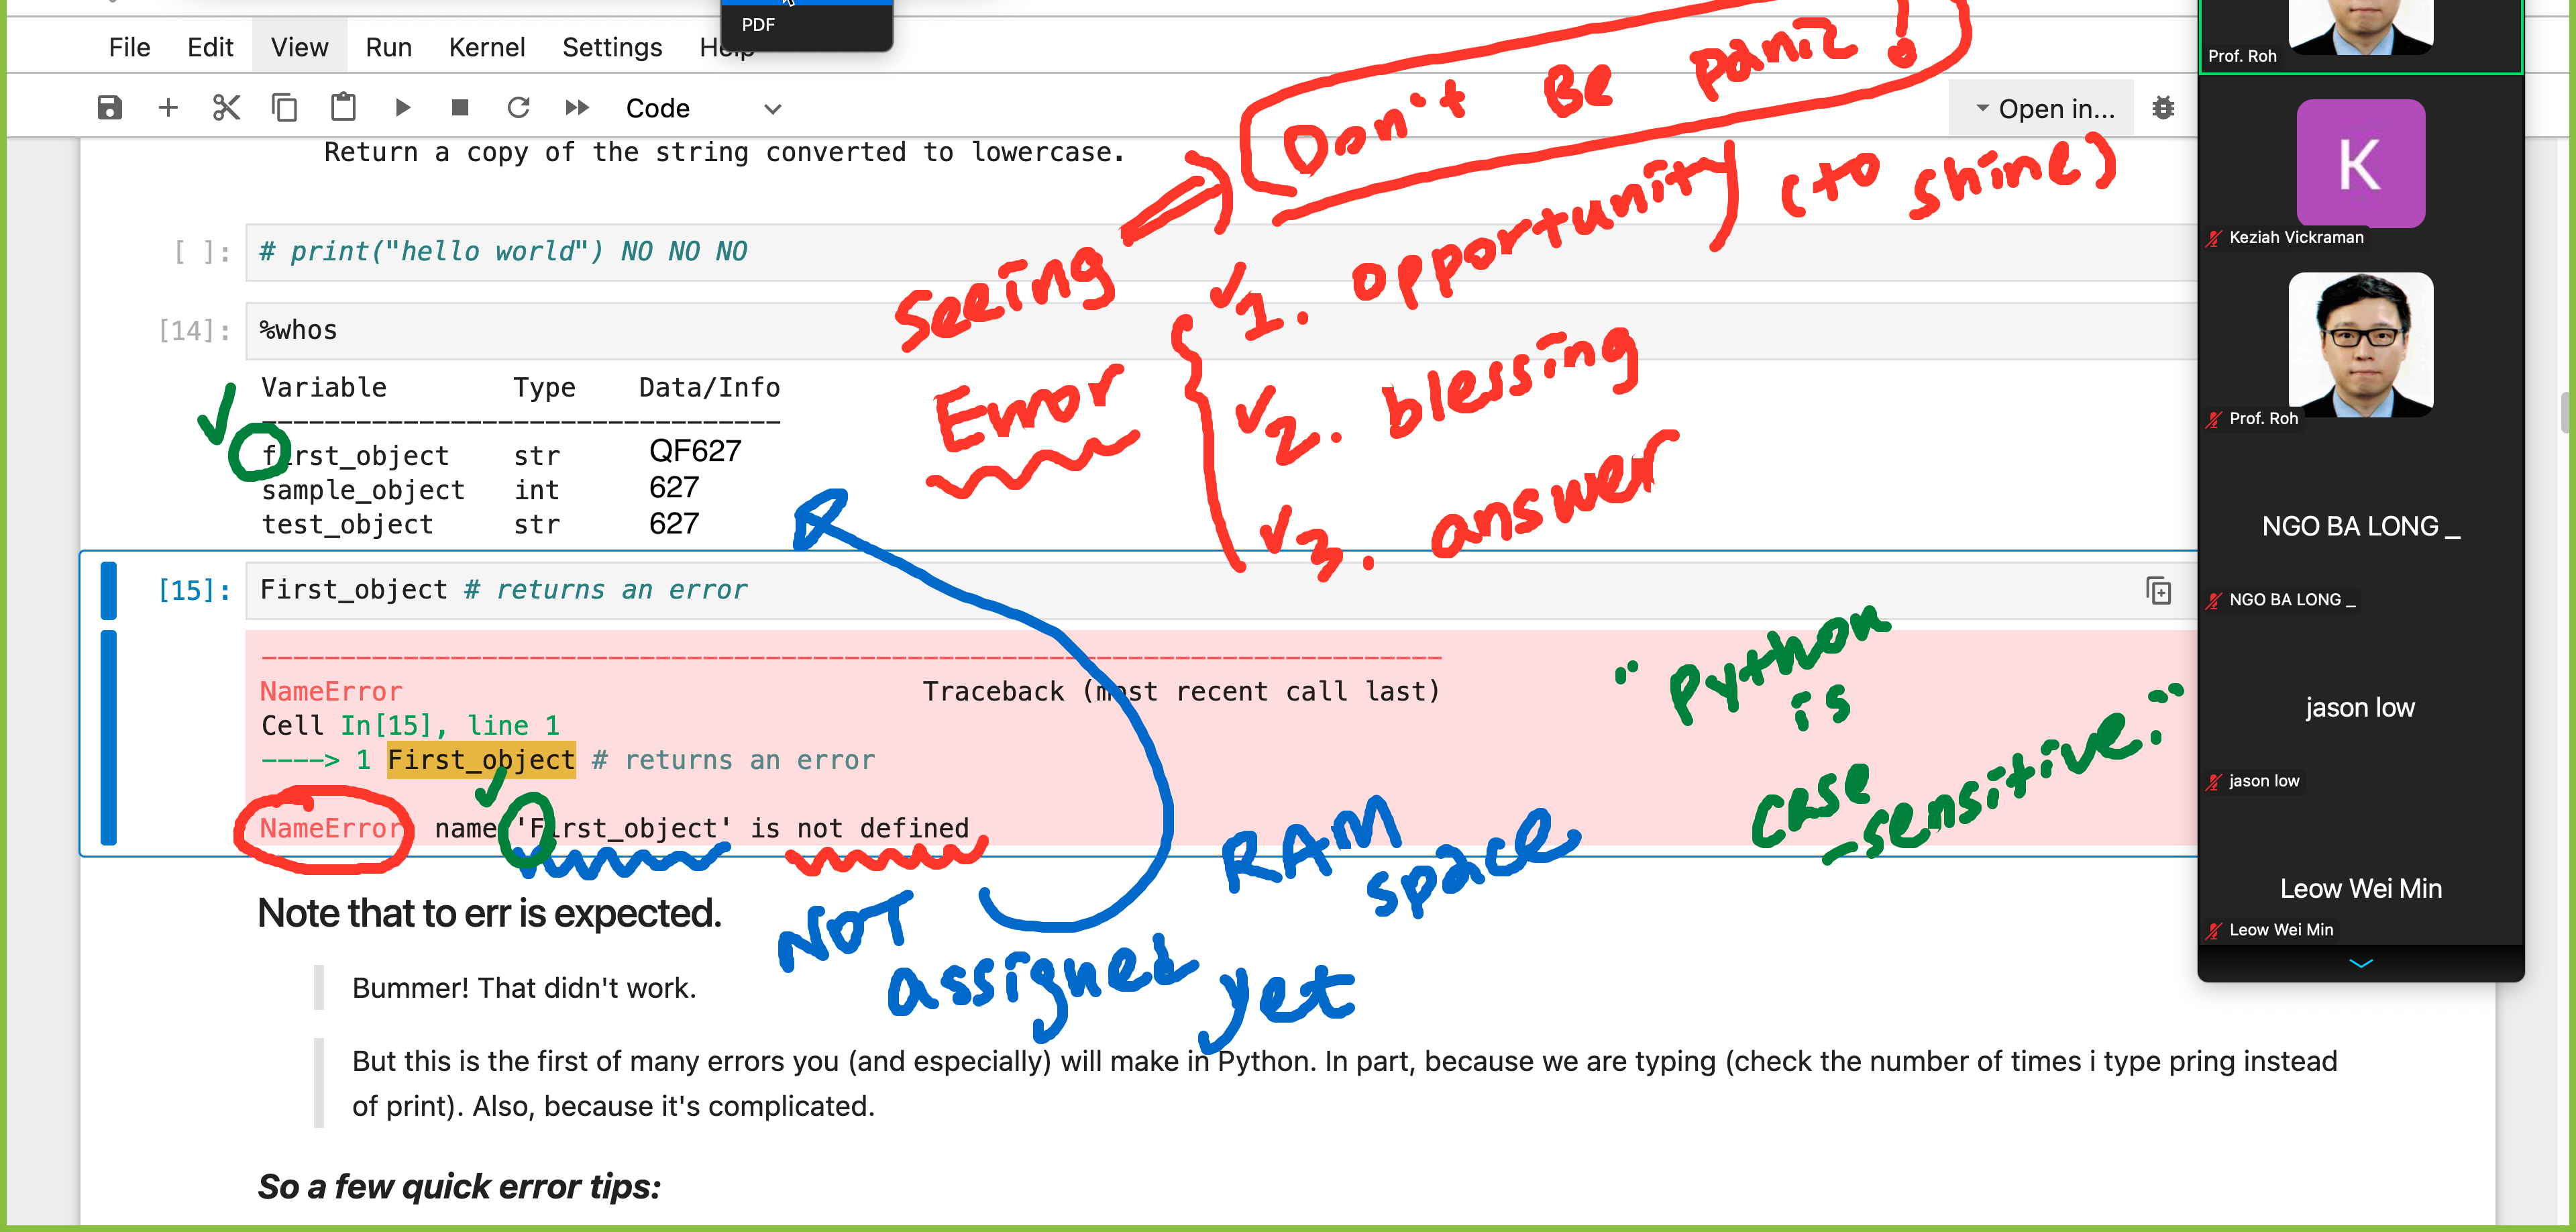 PDF
File Edit View Run Kernel Settings Help
Code
Open in...
Return a copy of the string converted to lowercase.
[ ]: # print("hello world") NO NO NO
[14]: %whos
Variable Type Data/Info
-------------------------------
first_object str QF627
sample_object int 627
test_object str 627
[15]: First_object # returns an error
---------------------------------------------------------------------------
NameError Traceback (most recent call last)
Cell In[15], line 1
----> 1 First_object # returns an error
NameError name 'First_object' is not defined
Note that to err is expected.
Bummer! That didn't work.
But this is the first of many errors you (and especially) will make in Python. In part, because we are typing (check the number of times i type pring instead
of print). Also, because it's complicated.
So a few quick error tips:
Don't Be paniz!
Seeing
Error
1. opportunity (to shine)
2. blessing
3. answer
"Python
is
case
-sensitive."
RAM
space
NOT
assigned
yet
Prof. Roh
K
Keziah Vickraman
Prof. Roh
NGO BA LONG _
NGO BA LONG _
jason low
jason low
Leow Wei Min
Leow Wei Min